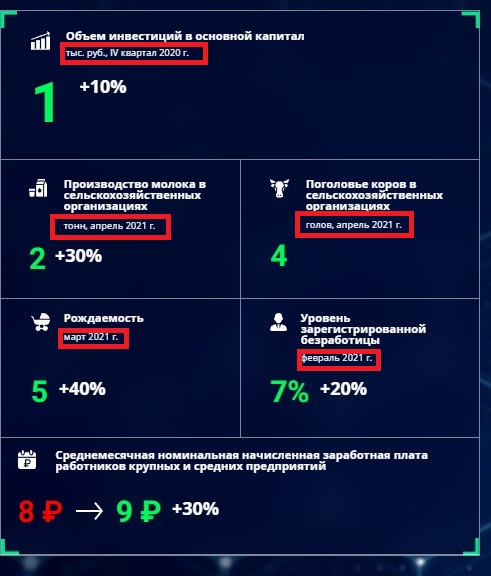 Объем инвестиций в основной капитал
тыс. руб., IV квартал 2020 г.
1 +10%
Производство молока в
сельскохозяйственных
организациях
тонн, апрель 2021 г.
2 +30%
Поголовье коров в
сельскохозяйственных
организациях
голов, апрель 2021 г.
4
Рождаемость
март 2021 г.
5 +40%
Уровень
зарегистрированной
безработицы
февраль 2021 г.
7% +20%
Среднемесячная номинальная начисленная заработная плата
работников крупных и средних предприятий
8 ₽ → 9 ₽ +30%